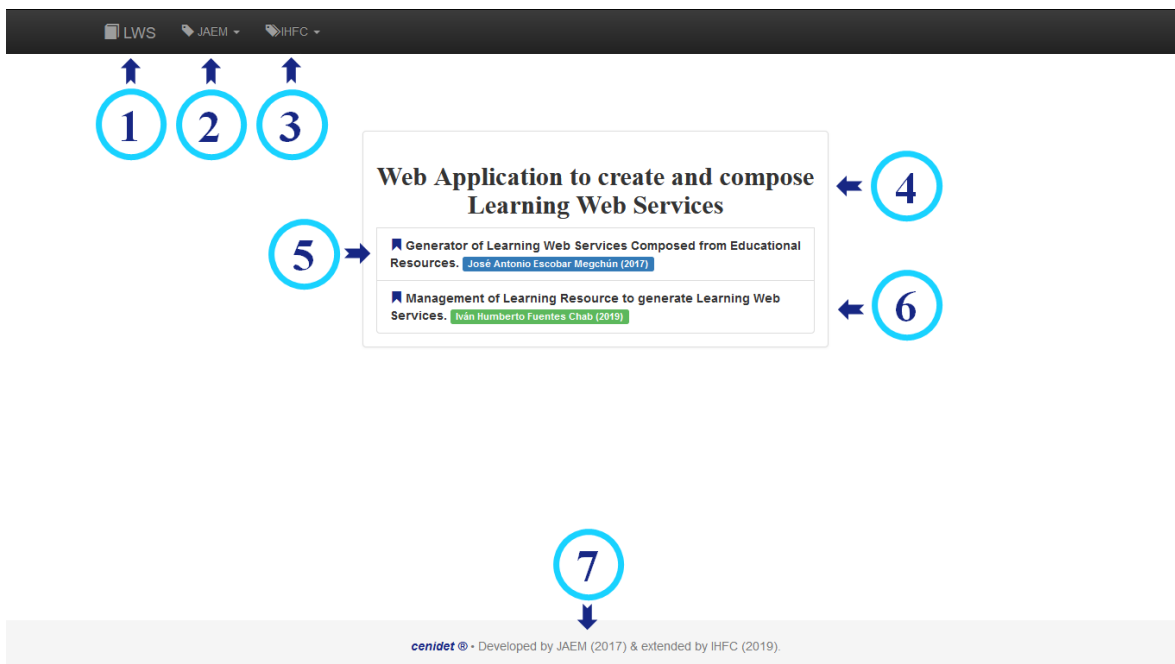 LWS JAEM IHFC
1 2 3
Web Application to create and compose
Learning Web Services
4
5
Generator of Learning Web Services Composed from Educational
Resources. José Antonio Escobar Megchún (2017)
Management of Learning Resource to generate Learning Web
Services. Iván Humberto Fuentes Chab (2019)
6
7
cenidet ® • Developed by JAEM (2017) & extended by IHFC (2019).